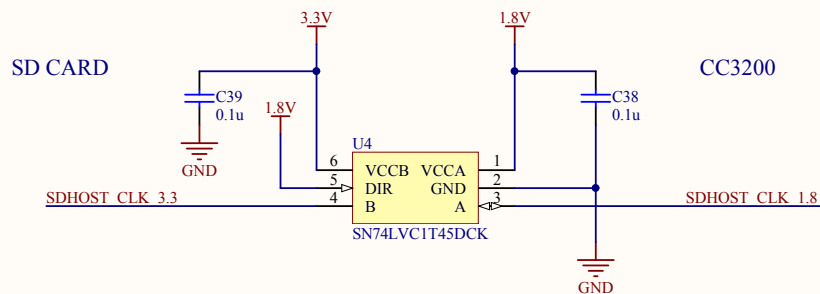 3.3V
1.8V
SD CARD
CC3200
C39
0.1u
1.8V
C38
0.1u
GND
U4
6
VCCB
VCCA
1
5
DIR
GND
2
4
B
A
3
SDHOST_CLK_3.3
SDHOST_CLK_1.8
SN74LVC1T45DCK
GND